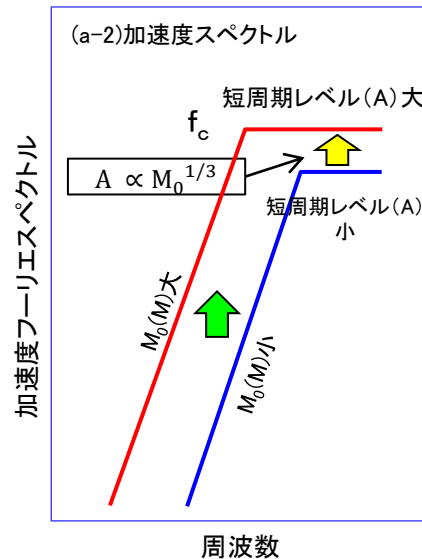 (a-2)加速度スペクトル
短周期レベル(A)大
f_c
A ∝ M₀^{1/3}
短周期レベル(A)
小
M₀(M)大
M₀(M)小
加速度フーリエスペクトル
周波数